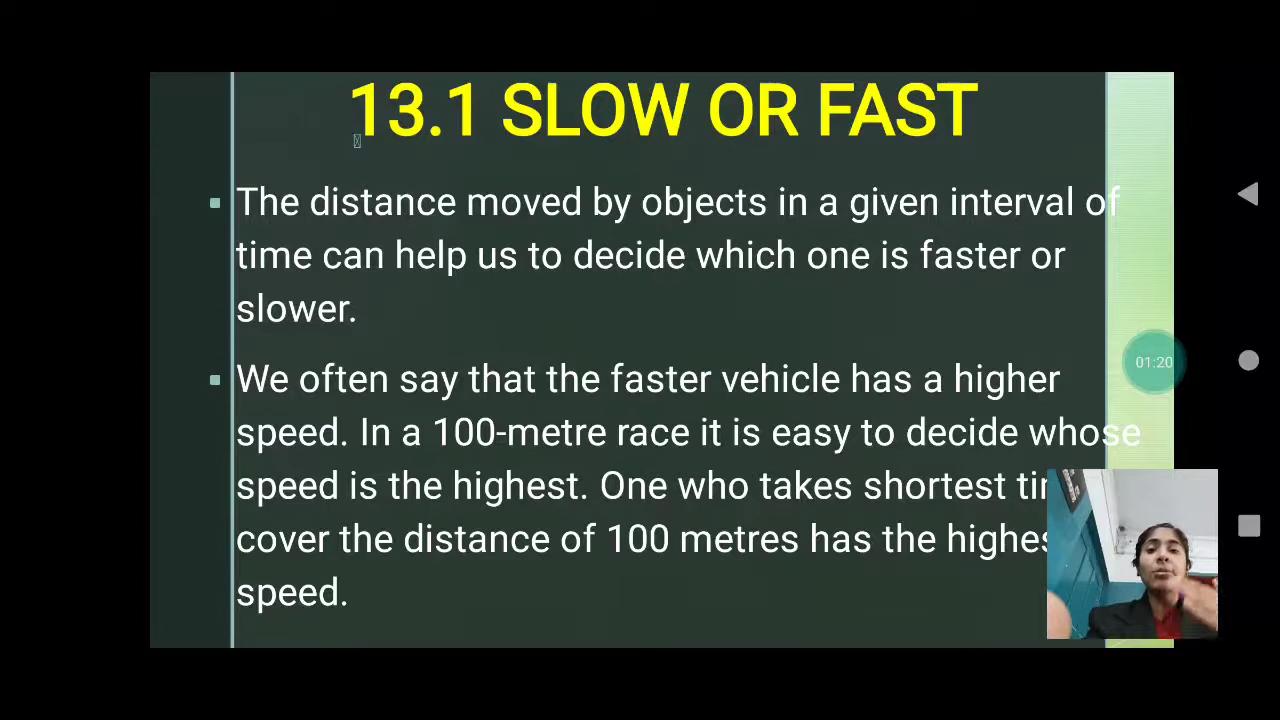 13.1 SLOW OR FAST
The distance moved by objects in a given interval of
time can help us to decide which one is faster or
slower.
We often say that the faster vehicle has a higher
speed. In a 100-metre race it is easy to decide whose
speed is the highest. One who takes shortest
cover the distance of 100 metres has the
speed.
01:20